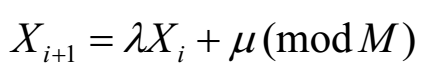 X_{i+1} = λX_i + μ(mod M)